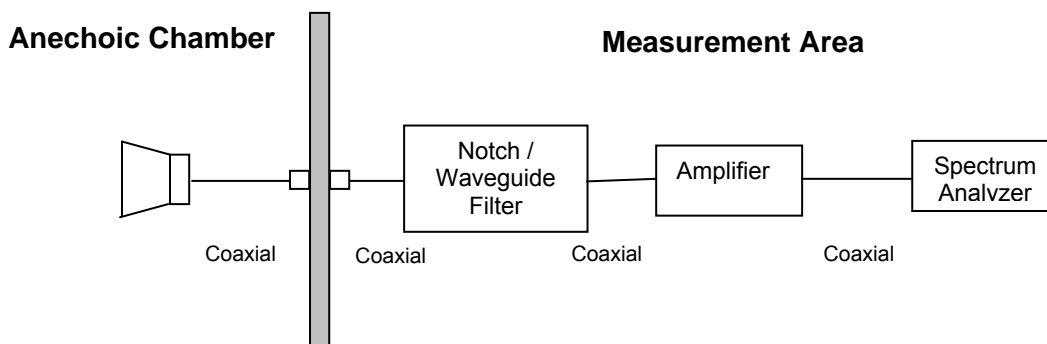 Anechoic Chamber
Measurement Area
Notch /
Waveguide
Filter
Amplifier
Spectrum
Analvzer
Coaxial
Coaxial
Coaxial
Coaxial